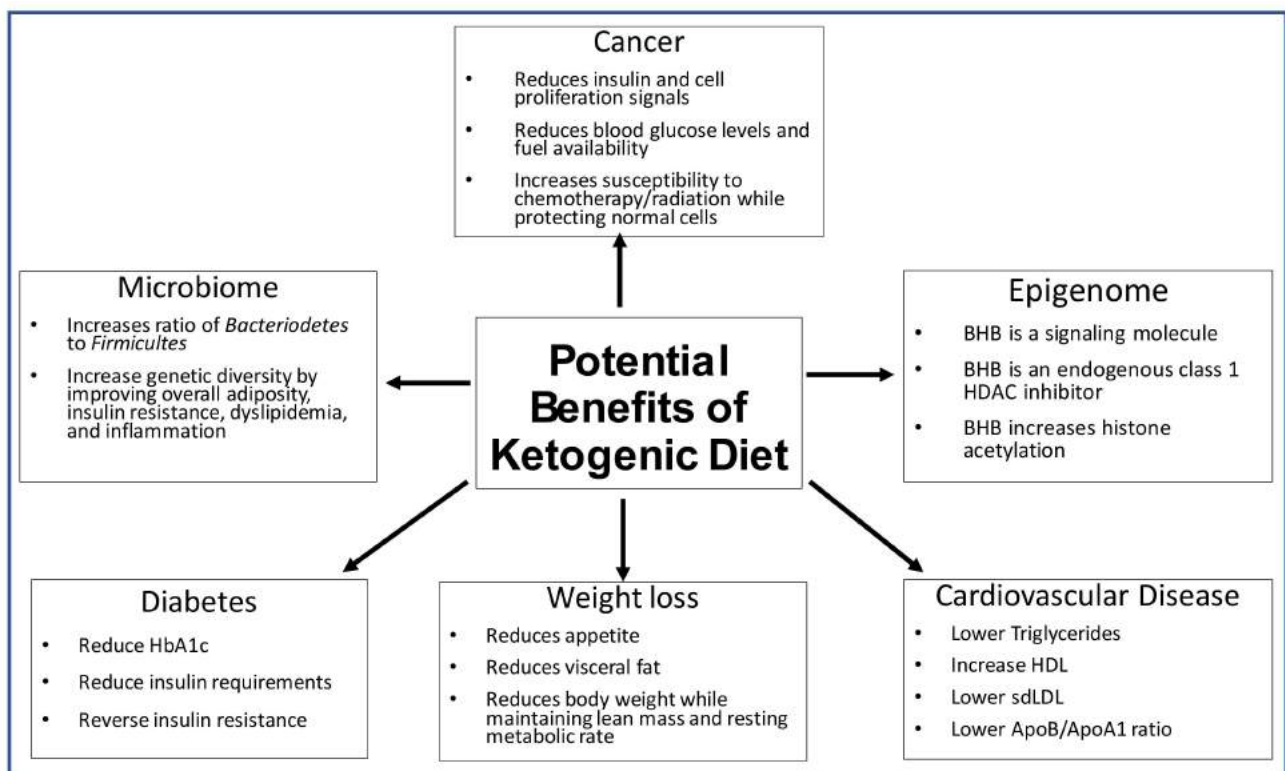 Cancer
• Reduces insulin and cell
proliferation signals
• Reduces blood glucose levels and
fuel availability
• Increases susceptibility to
chemotherapy/radiation while
protecting normal cells
Microbiome
• Increases ratio of Bacteriodetes
to Firmicultes
• Increase genetic diversity by
improving overall adiposity,
insulin resistance, dyslipidemia,
and inflammation
Potential
Benefits of
Ketogenic Diet
Epigenome
• BHB is a signaling molecule
• BHB is an endogenous class 1
HDAC inhibitor
• BHB increases histone
acetylation
Diabetes
• Reduce HbA1c
• Reduce insulin requirements
• Reverse insulin resistance
Weight loss
• Reduces appetite
• Reduces visceral fat
• Reduces body weight while
maintaining lean mass and resting
metabolic rate
Cardiovascular Disease
• Lower Triglycerides
• Increase HDL
• Lower sdLDL
• Lower ApoB/ApoA1 ratio